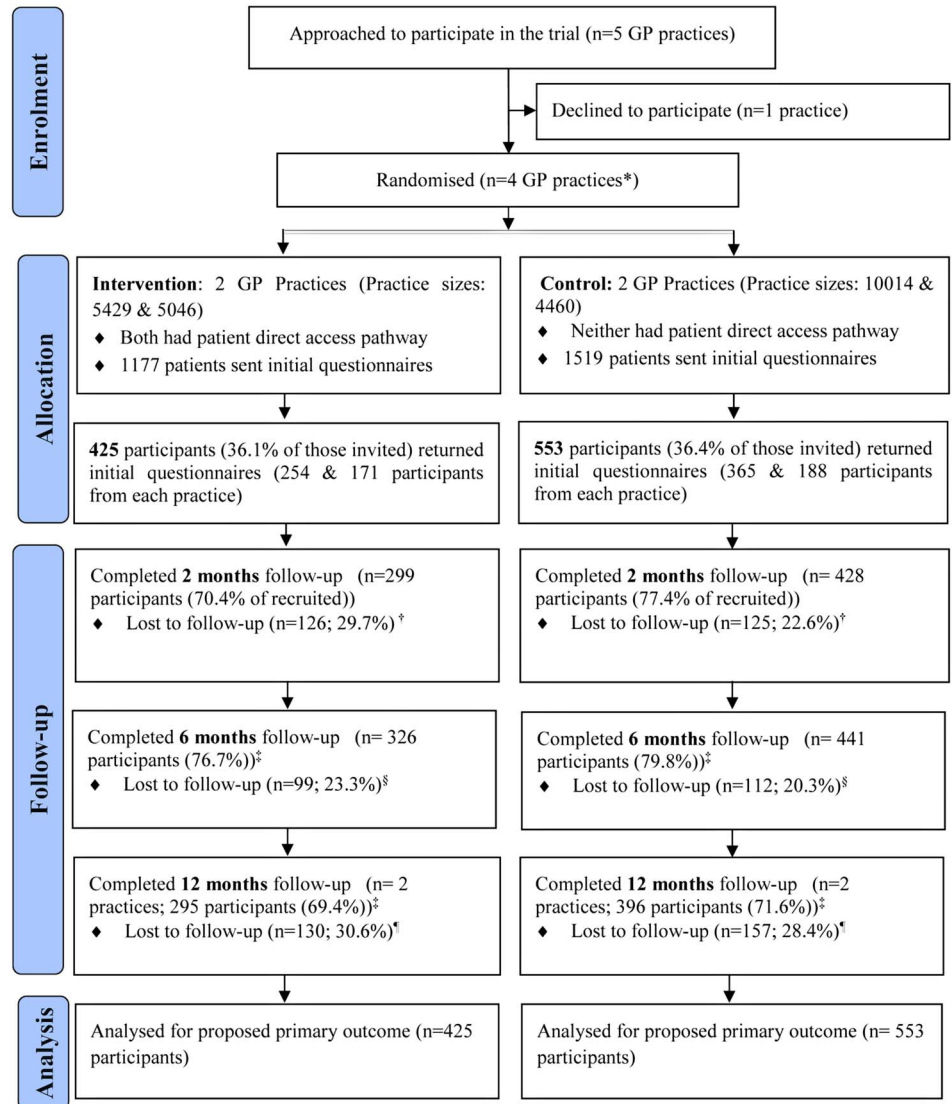 Enrolment
Approached to participate in the trial (n=5 GP practices)
Declined to participate (n=1 practice)
Randomised (n=4 GP practices*)
Allocation
Intervention: 2 GP Practices (Practice sizes:
5429 & 5046)
♦ Both had patient direct access pathway
♦ 1177 patients sent initial questionnaires
Control: 2 GP Practices (Practice sizes: 10014 &
4460)
♦ Neither had patient direct access pathway
♦ 1519 patients sent initial questionnaires
425 participants (36.1% of those invited) returned
initial questionnaires (254 & 171 participants
from each practice)
553 participants (36.4% of those invited) returned
initial questionnaires (365 & 188 participants
from each practice)
Follow-up
Completed 2 months follow-up (n=299
participants (70.4% of recruited))
♦ Lost to follow-up (n=126; 29.7%) †
Completed 2 months follow-up (n= 428
participants (77.4% of recruited))
♦ Lost to follow-up (n=125; 22.6%)†
Completed 6 months follow-up (n= 326
participants (76.7%))‡
♦ Lost to follow-up (n=99; 23.3%)§
Completed 6 months follow-up (n= 441
participants (79.8%))‡
♦ Lost to follow-up (n=112; 20.3%)§
Completed 12 months follow-up (n= 2
practices; 295 participants (69.4%))‡
♦ Lost to follow-up (n=130; 30.6%)¶
Completed 12 months follow-up (n=2
practices; 396 participants (71.6%))‡
♦ Lost to follow-up (n=157; 28.4%)¶
Analysis
Analysed for proposed primary outcome (n=425
participants)
Analysed for proposed primary outcome (n= 553
participants)